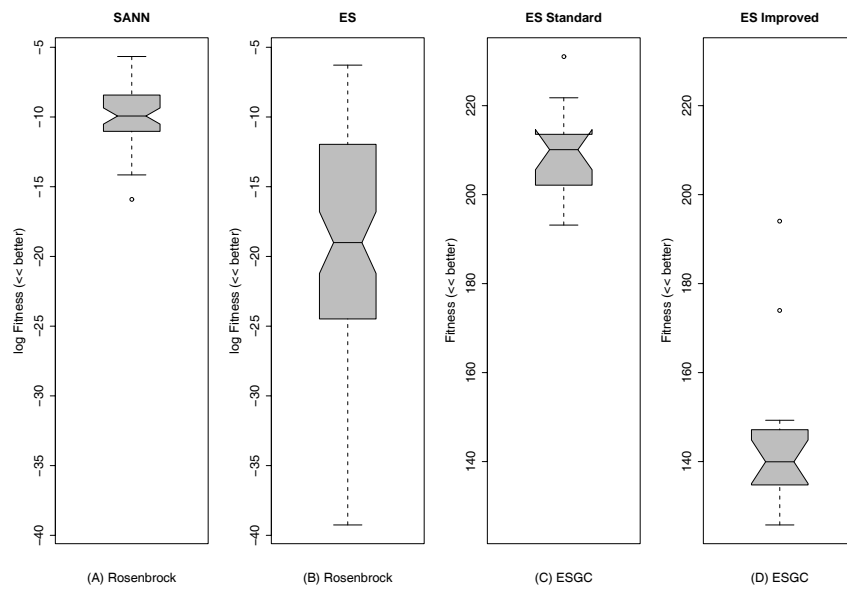 SANN
ES
ES Standard
ES Improved
log Fitness (<< better)
−5
−10
−15
−20
−25
−30
−35
−40
(A) Rosenbrock
log Fitness (<< better)
−5
−10
−15
−20
−25
−30
−35
−40
(B) Rosenbrock
Fitness (<< better)
220
200
180
160
140
(C) ESGC
Fitness (<< better)
220
200
180
160
140
(D) ESGC